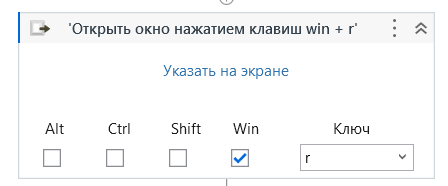 'Открыть окно нажатием клавиш win + r'
Указать на экране
Alt Ctrl Shift Win Ключ
r